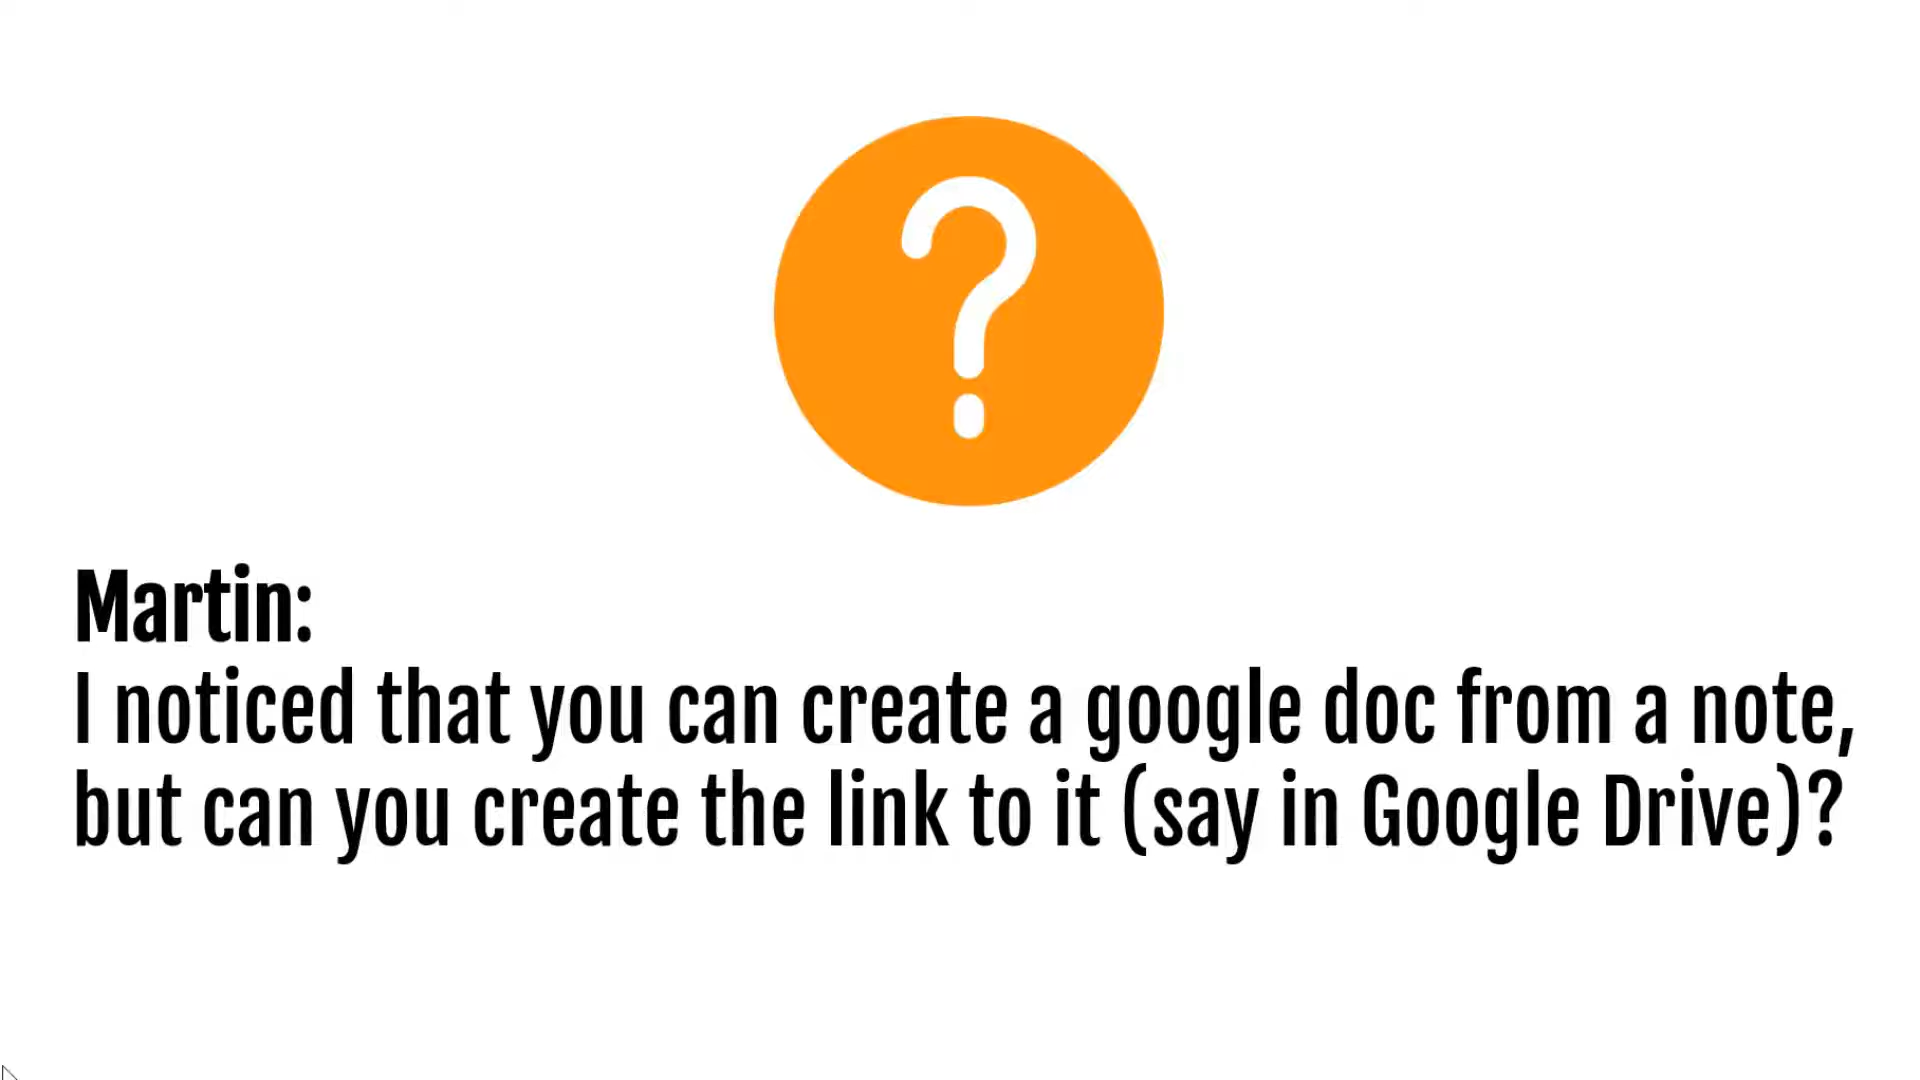 Martin:
I noticed that you can create a google doc from a note,
but can you create the link to it (say in Google Drive)?